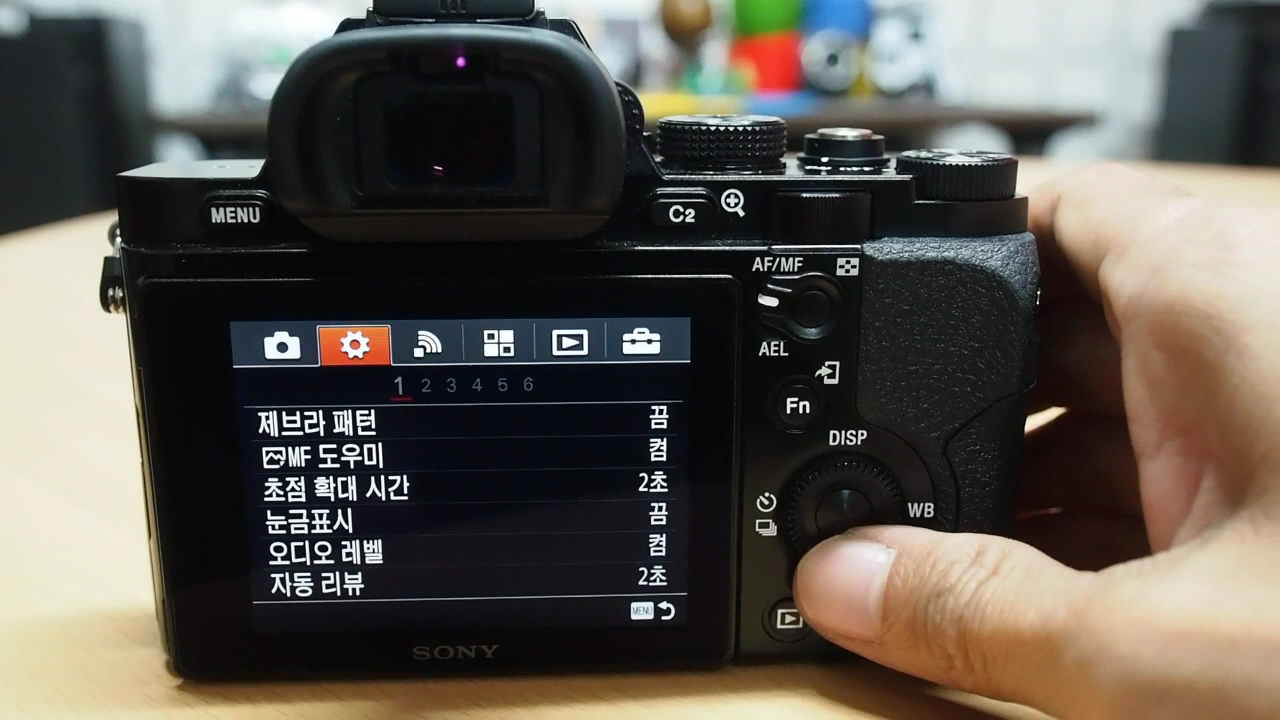 MENU
C2
AF/MF
AEL
Fn
DISP
WB
1 2 3 4 5 6
제브라 패턴 끔
MF 도우미 켬
초점 확대 시간 2초
눈금표시 끔
오디오 레벨 켬
자동 리뷰 2초
MENU
SONY